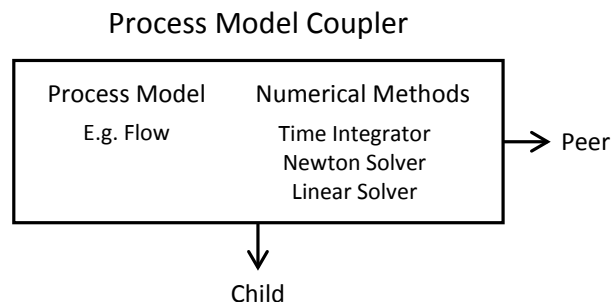 Process Model Coupler
Process Model
E.g. Flow
Numerical Methods
Time Integrator
Newton Solver
Linear Solver
Peer
Child